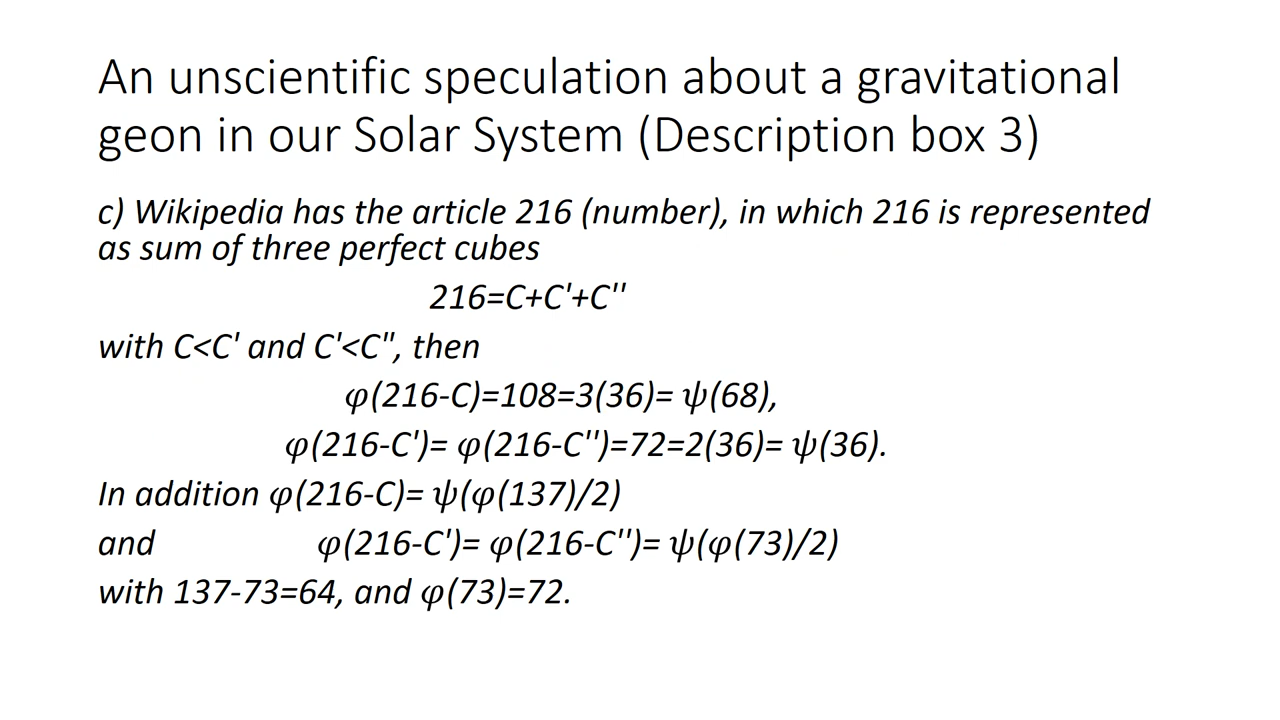 An unscientific speculation about a gravitational
geon in our Solar System (Description box 3)
c) Wikipedia has the article 216 (number), in which 216 is represented
as sum of three perfect cubes
216=C+C'+C''
with C<C' and C'<C", then
φ(216-C)=108=3(36)= ψ(68),
φ(216-C')= φ(216-C'')=72=2(36)= ψ(36).
In addition φ(216-C)= ψ(φ(137)/2)
and φ(216-C')= φ(216-C'')= ψ(φ(73)/2)
with 137-73=64, and φ(73)=72.